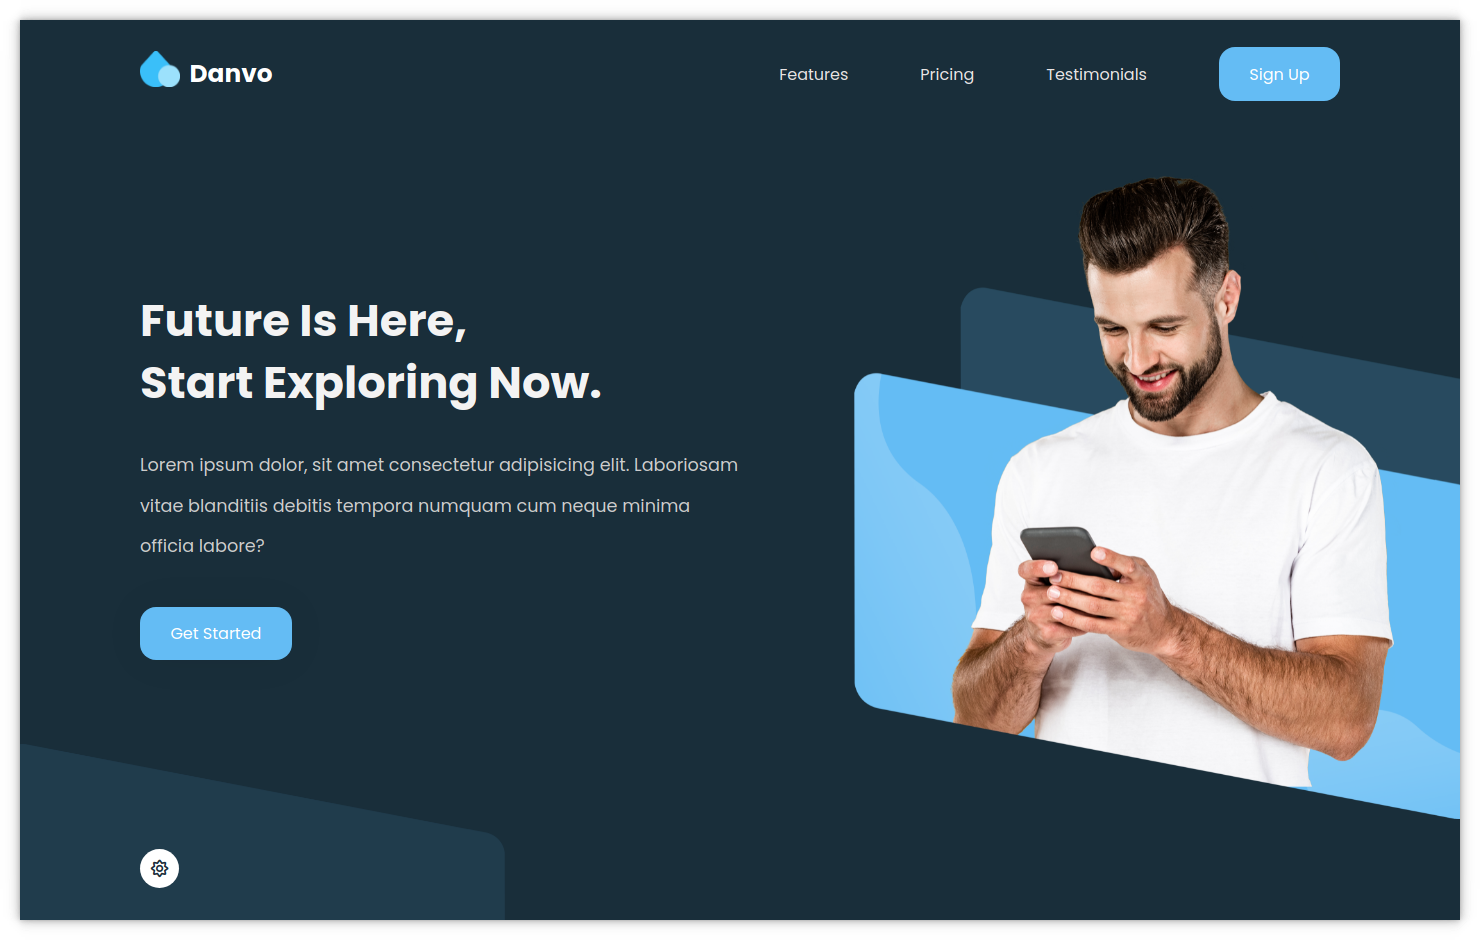 Danvo
Features
Pricing
Testimonials
Sign Up
Future Is Here,
Start Exploring Now.
Lorem ipsum dolor, sit amet consectetur adipisicing elit. Laboriosam
vitae blanditiis debitis tempora numquam cum neque minima
officia labore?
Get Started